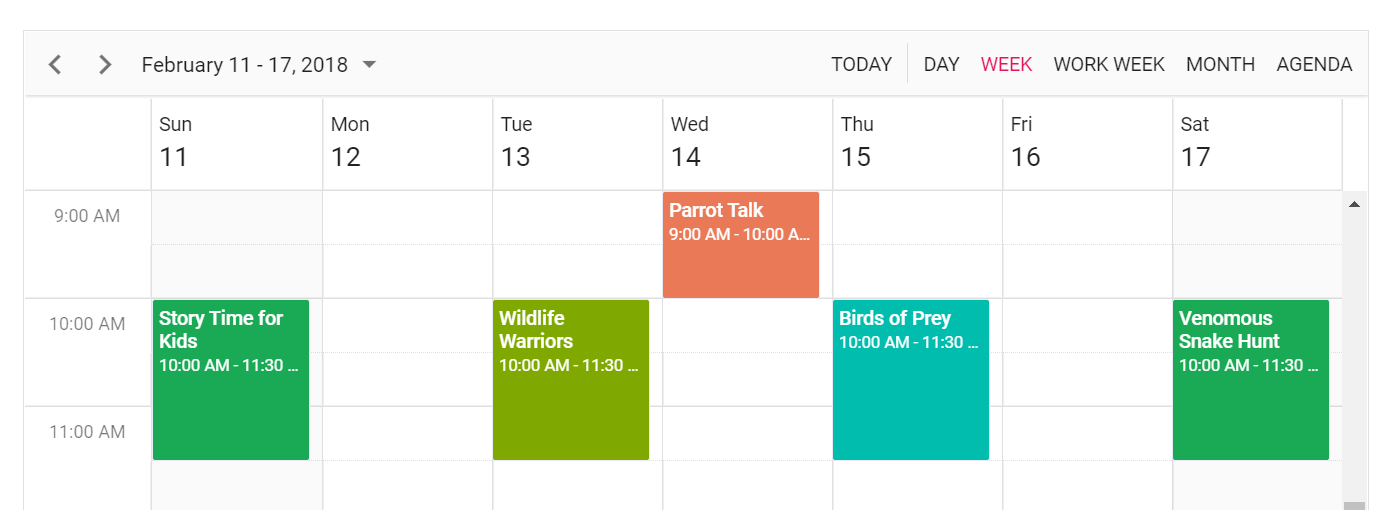 February 11 - 17, 2018
TODAY
DAY
WEEK
WORK WEEK
MONTH
AGENDA
Sun
11
Mon
12
Tue
13
Wed
14
Thu
15
Fri
16
Sat
17
9:00 AM
Parrot Talk
9:00 AM - 10:00 A...
10:00 AM
Story Time for
Kids
10:00 AM - 11:30 ...
Wildlife
Warriors
10:00 AM - 11:30 ...
Birds of Prey
10:00 AM - 11:30 ...
Venomous
Snake Hunt
10:00 AM - 11:30 ...
11:00 AM